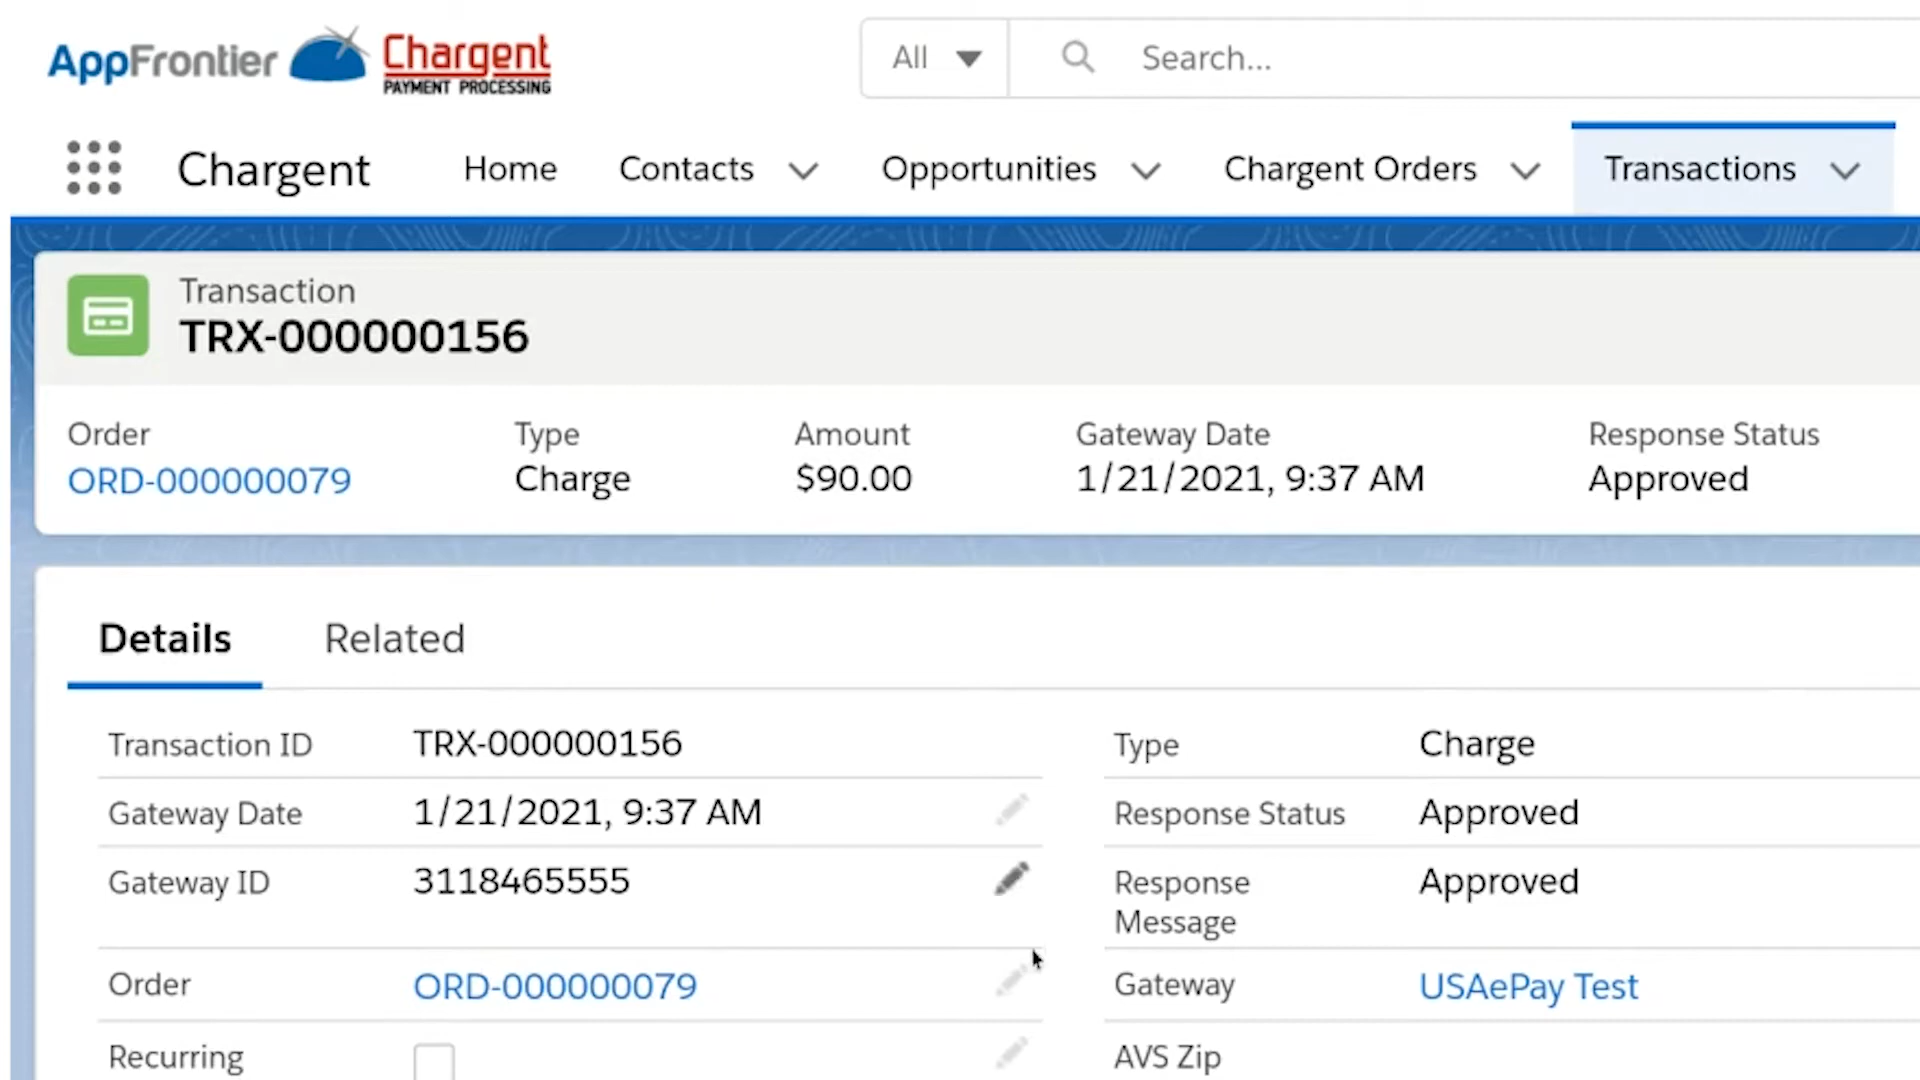 AppFrontier Chargent
PAYMENT PROCESSING
All Search...
Chargent Home Contacts Opportunities Chargent Orders Transactions
Transaction
TRX-000000156
Order Type Amount Gateway Date Response Status
ORD-000000079 Charge $90.00 1/21/2021, 9:37 AM Approved
Details Related
Transaction ID TRX-000000156 Type Charge
Gateway Date 1/21/2021, 9:37 AM Response Status Approved
Gateway ID 3118465555 Response Approved
Message
Order ORD-000000079 Gateway USAePay Test
Recurring AVS Zip